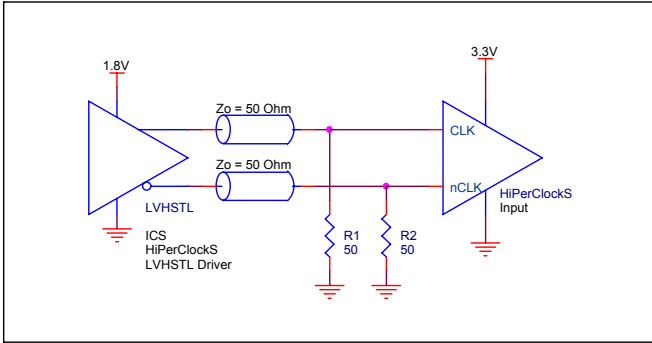 1.8V
3.3V
Zo = 50 Ohm
CLK
Zo = 50 Ohm
nCLK
HiPerClockS
Input
LVHSTL
ICS
HiPerClockS
LVHSTL Driver
R1
50
R2
50